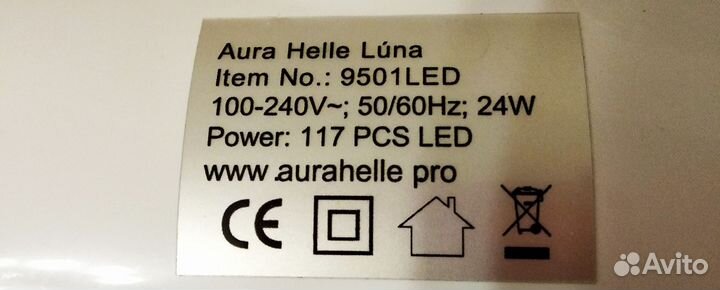 Aura Helle Lúna
Item No.: 9501LED
100-240V~; 50/60Hz; 24W
Power: 117 PCS LED
www.aurahelle pro
CE
Avito